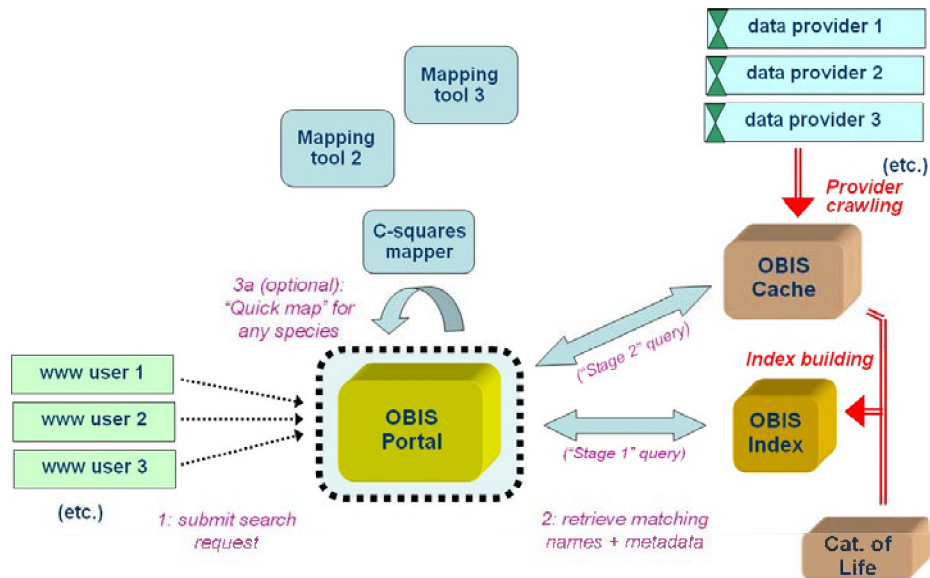 data provider 1
data provider 2
data provider 3
(etc.)
Provider
crawling
Mapping
tool 3
Mapping
tool 2
C-squares
mapper
3a (optional):
"Quick map" for
any species
OBIS
Cache
("Stage 2" query)
Index building
www user 1
www user 2
www user 3
(etc.)
OBIS
Portal
("Stage 1" query)
OBIS
Index
1: submit search
request
2: retrieve matching
names + metadata
Cat. of
Life